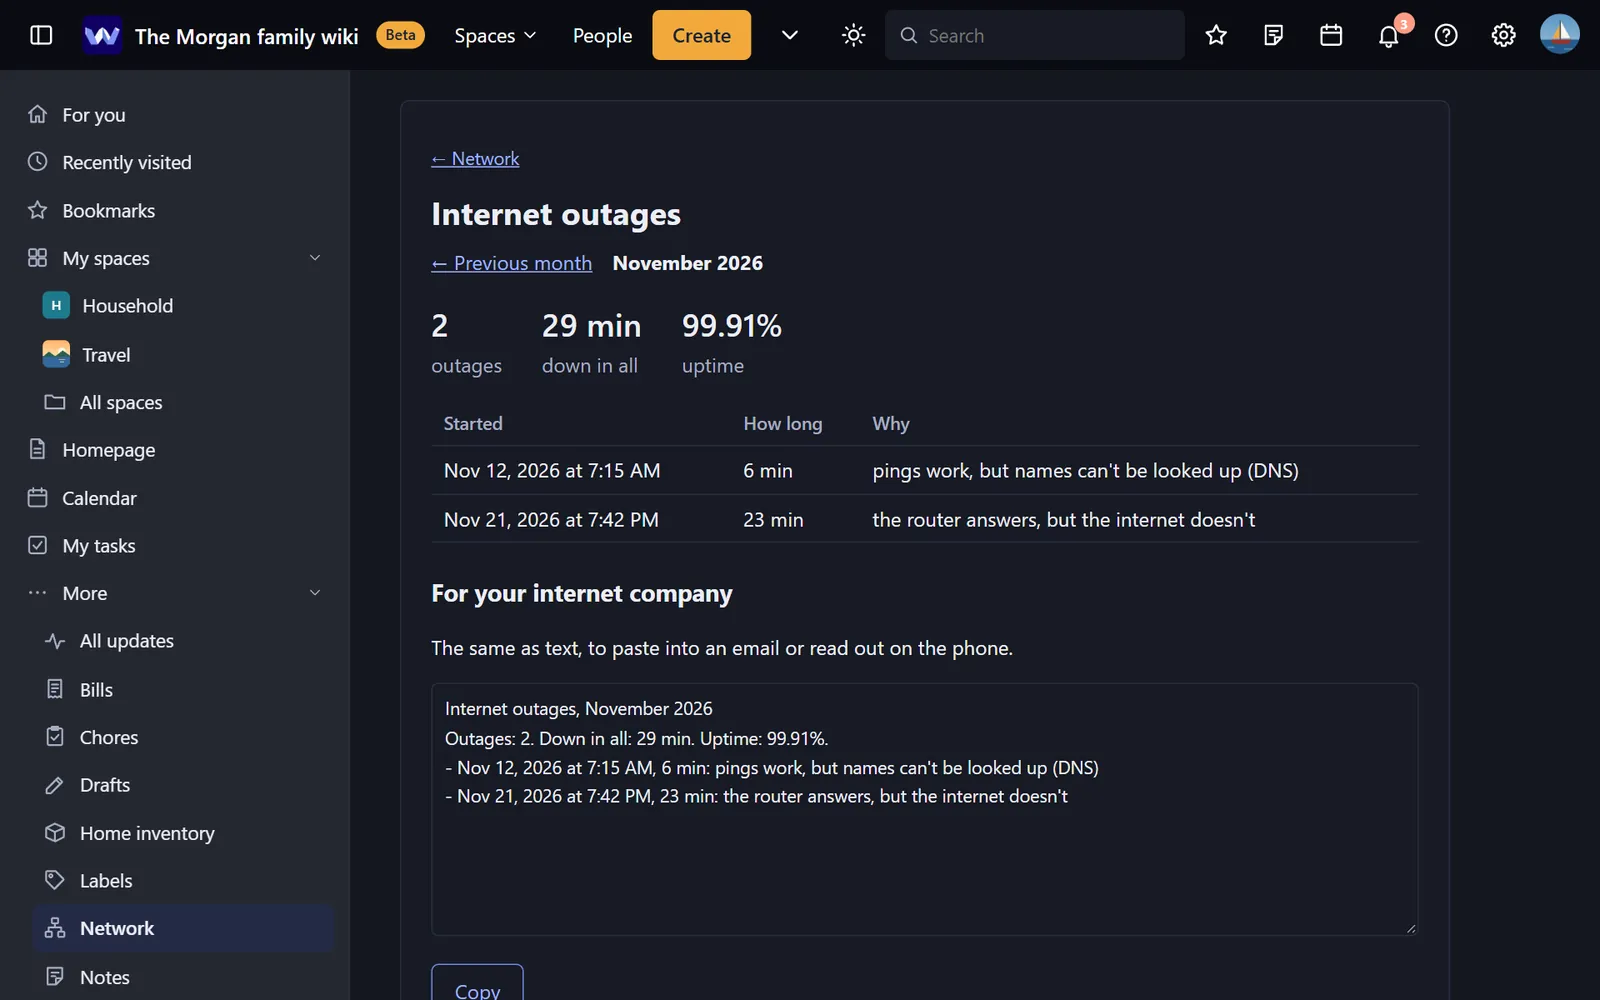 The Morgan family wiki Beta Spaces People Create Search 3
For you
Recently visited
Bookmarks
My spaces
H Household
Travel
All spaces
Homepage
Calendar
My tasks
More
All updates
Bills
Chores
Drafts
Home inventory
Labels
Network
Notes
← Network
Internet outages
← Previous month November 2026
2 29 min 99.91%
outages down in all uptime
Started How long Why
Nov 12, 2026 at 7:15 AM 6 min pings work, but names can't be looked up (DNS)
Nov 21, 2026 at 7:42 PM 23 min the router answers, but the internet doesn't
For your internet company
The same as text, to paste into an email or read out on the phone.
Internet outages, November 2026
Outages: 2. Down in all: 29 min. Uptime: 99.91%.
- Nov 12, 2026 at 7:15 AM, 6 min: pings work, but names can't be looked up (DNS)
- Nov 21, 2026 at 7:42 PM, 23 min: the router answers, but the internet doesn't
Copy